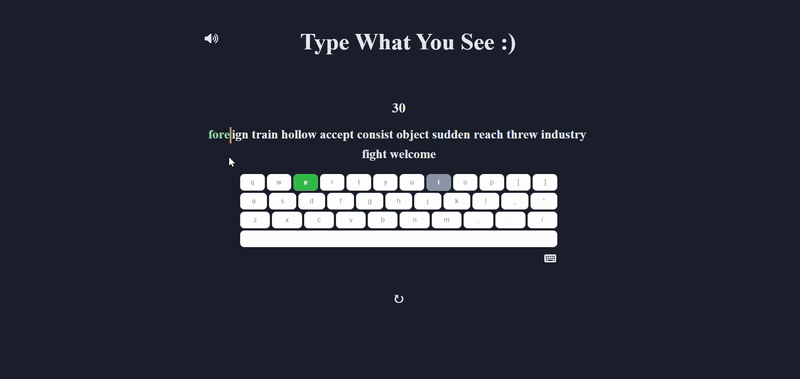 Type What You See :)
30
foreign train hollow accept consist object sudden reach threw industry
fight welcome
q w e r t y u i o p [ ]
a s d f g h j k l ; '
z x c v b n m , /